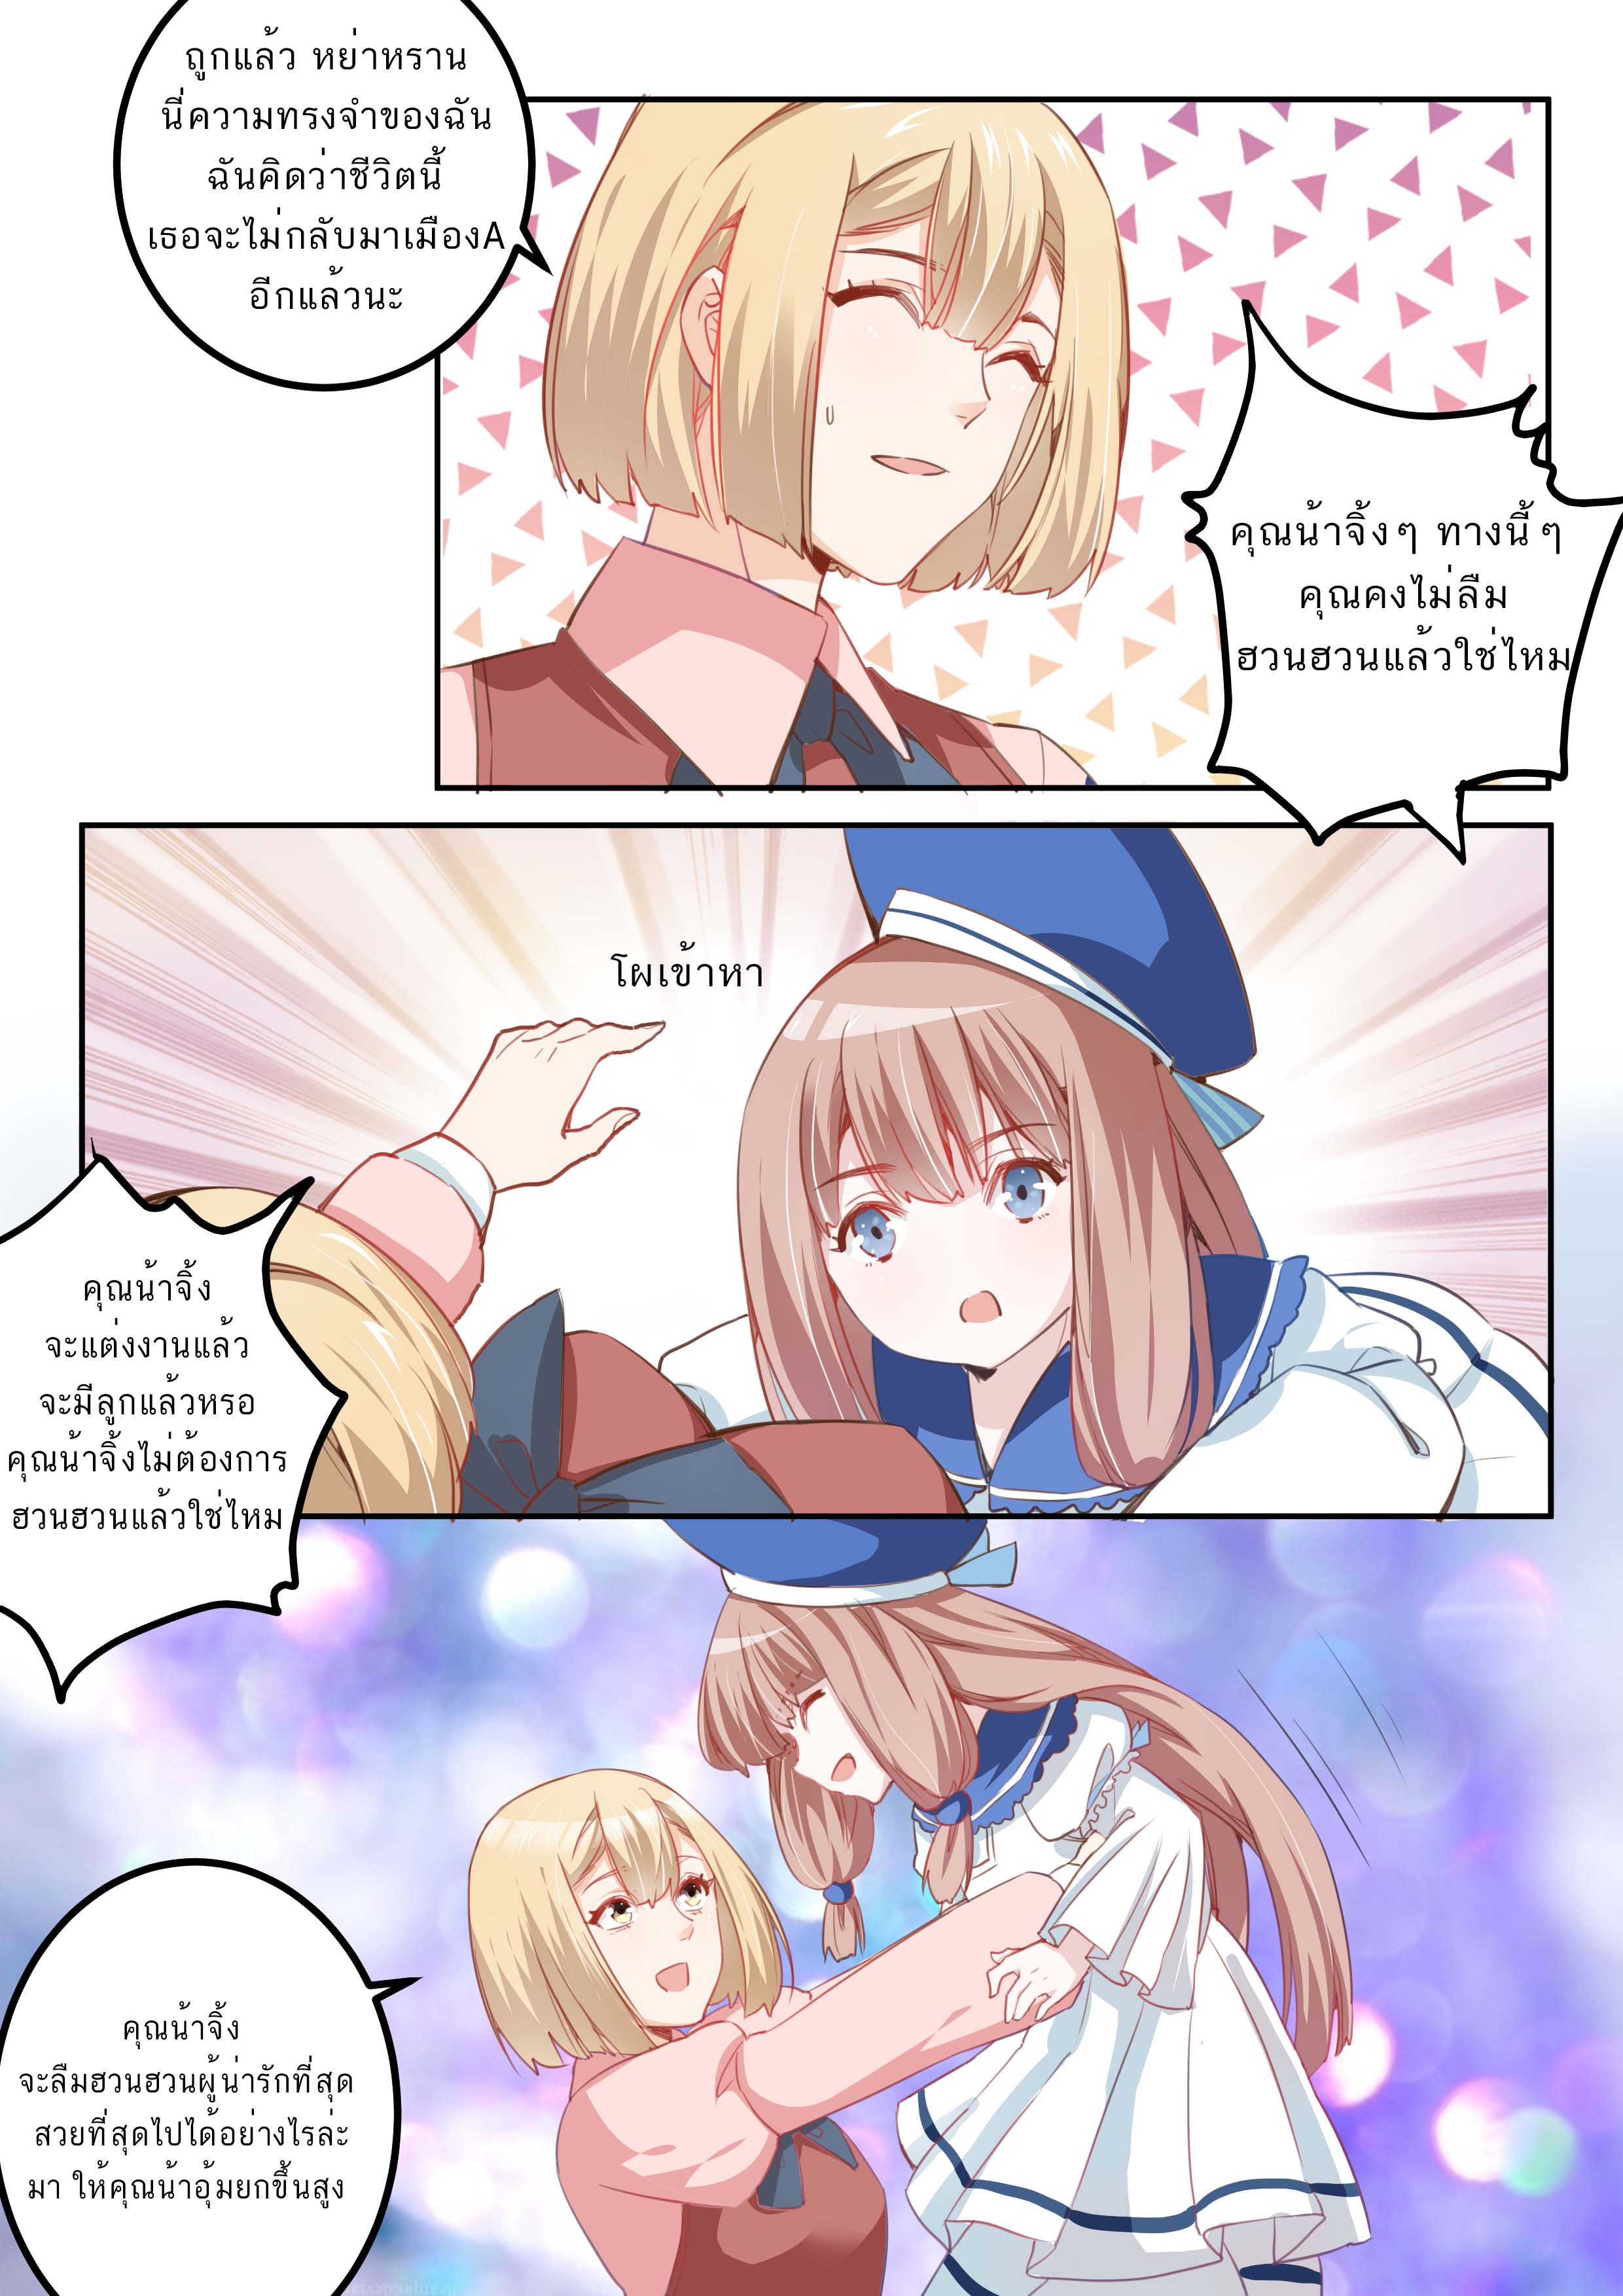 ถูกแล้ว หย่าหราน
นี่ความทรงจำของฉัน
ฉันคิดว่าชีวิตนี้
เธอจะไม่กลับมาเมืองA
อีกแล้วนะ
คุณน้าจิ้งๆ ทางนี้ๆ
คุณคงไม่ลืม
ฮวนฮวนแล้วใช่ไหม
โผเข้าหา
คุณน้าจิ้ง
จะแต่งงานแล้ว
จะมีลูกแล้วหรอ
คุณน้าจิ้งไม่ต้องการ
ฮวนฮวนแล้วใช่ไหม
คุณน้าจิ้ง
จะลืมฮวนฮวนผู้น่ารักที่สุด
สวยที่สุดไปได้อย่างไรล่ะ
มา ให้คุณน้าอุ้มยกขึ้นสูง